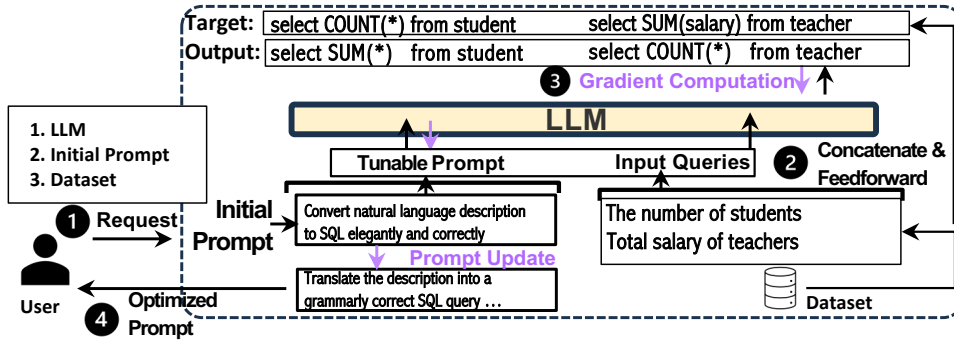 Target: select COUNT(*) from student select SUM(salary) from teacher
Output: select SUM(*) from student select COUNT(*) from teacher
3 Gradient Computation
LLM
1. LLM
2. Initial Prompt
3. Dataset
Tunable Prompt Input Queries
2 Concatenate &
Feedforward
1 Request
Initial
Prompt
Convert natural language description
to SQL elegantly and correctly
The number of students
Total salary of teachers
Prompt Update
Translate the description into a
grammarly correct SQL query ...
User
4 Optimized
Prompt
Dataset